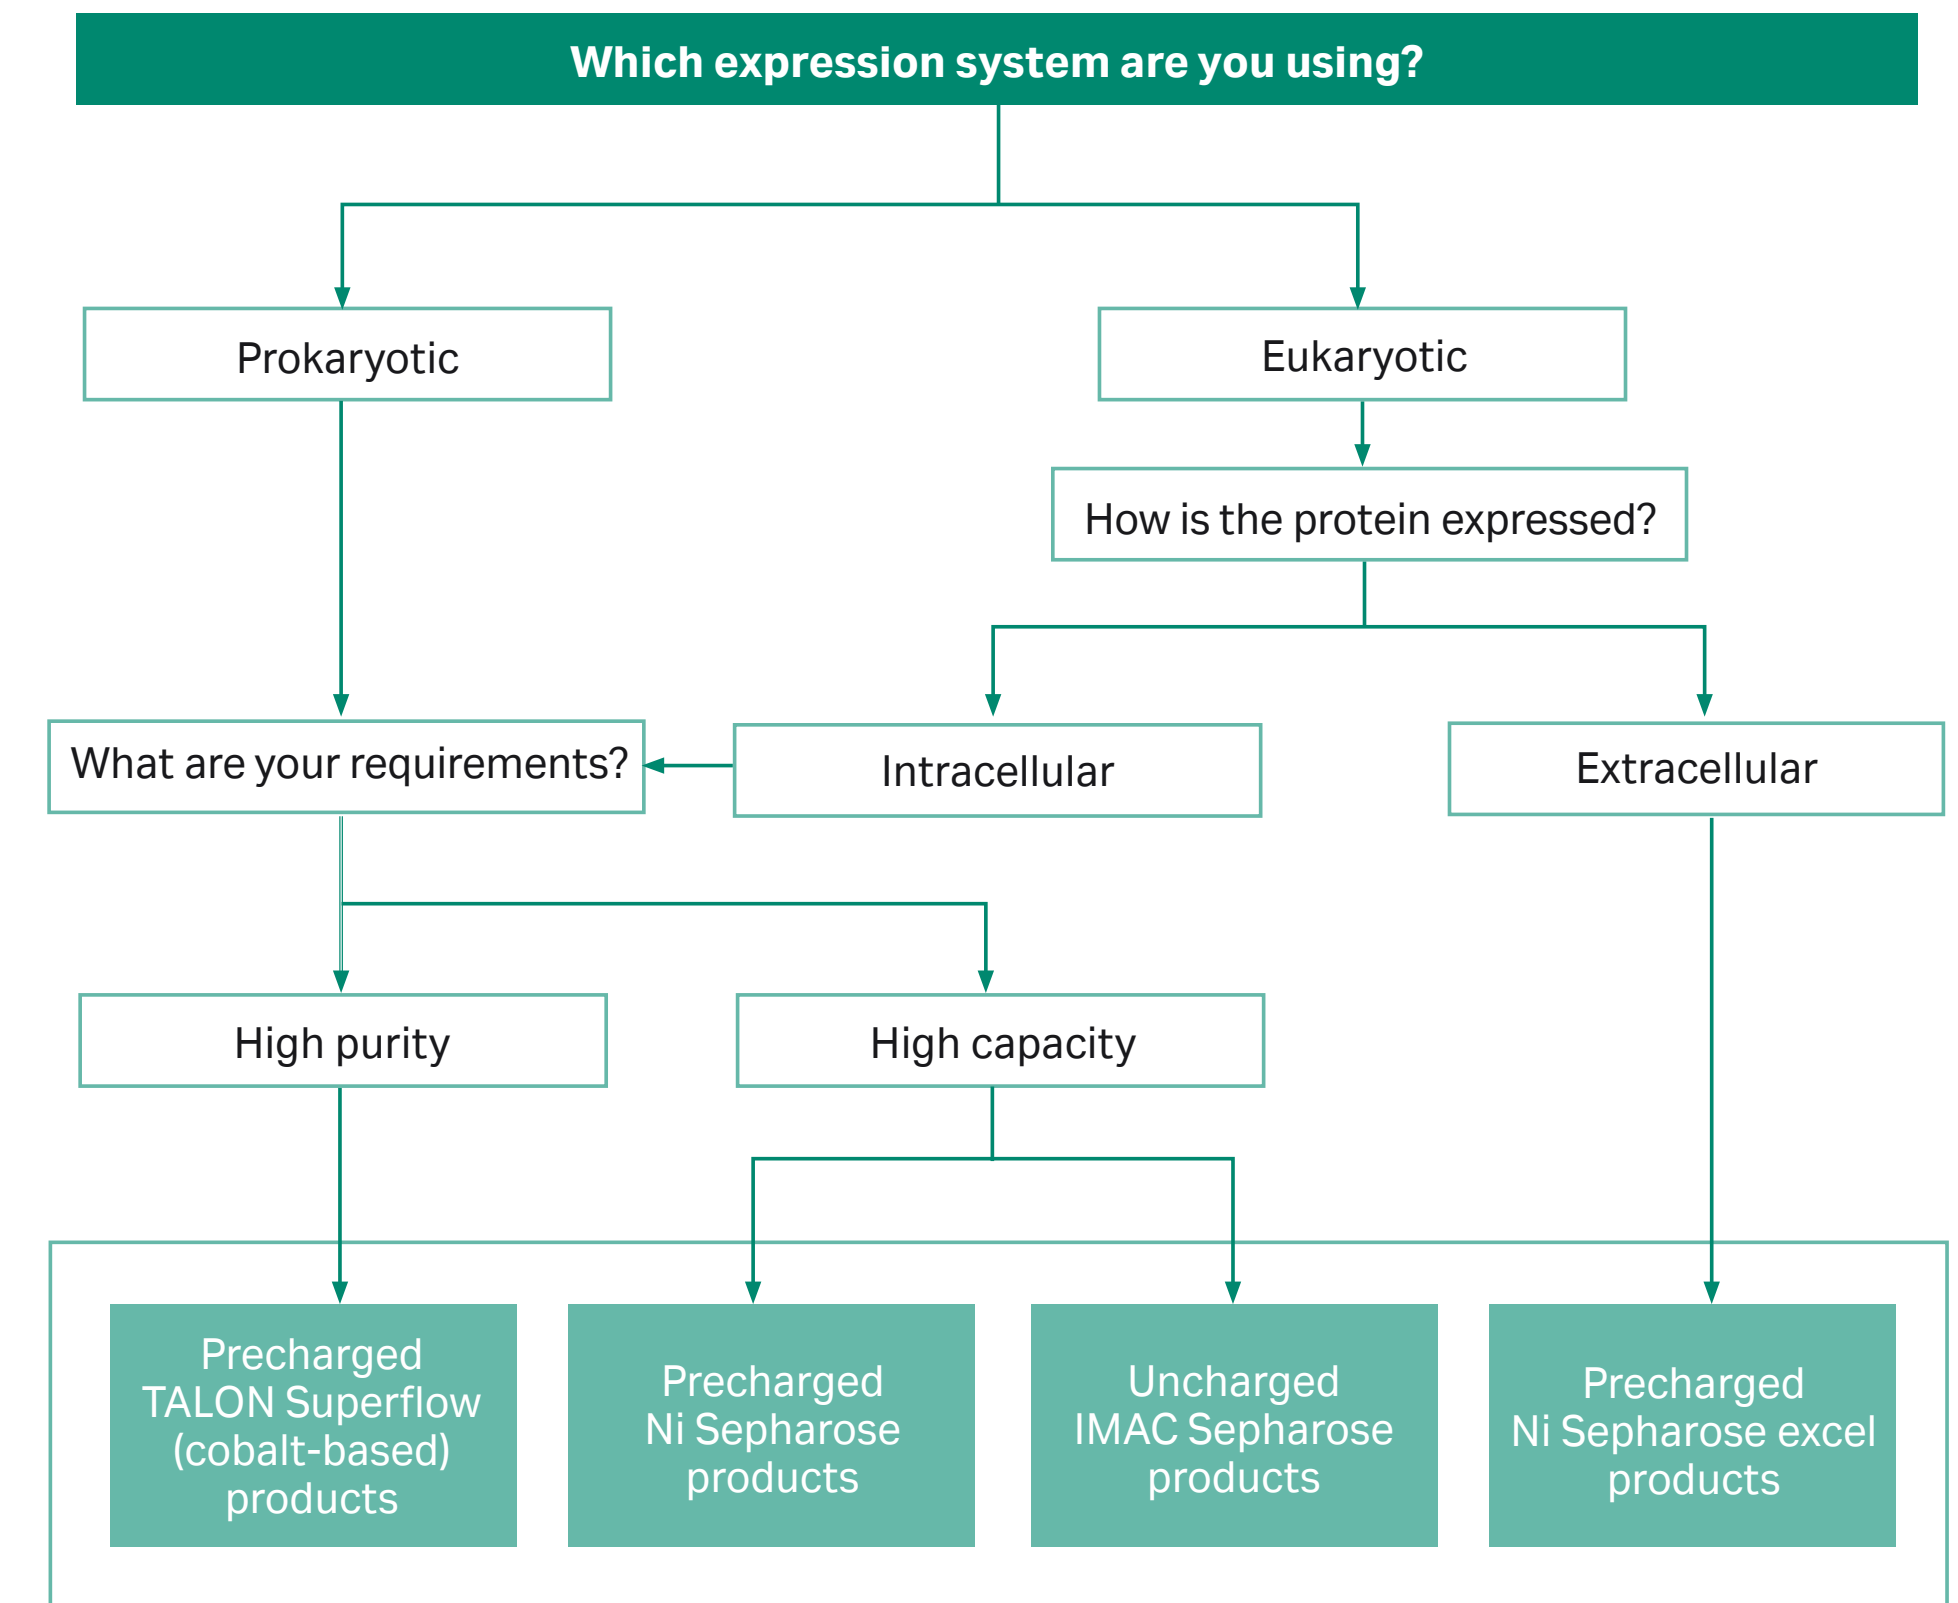 Which expression system are you using?
Prokaryotic
Eukaryotic
How is the protein expressed?
What are your requirements?
Intracellular
Extracellular
High purity
High capacity
Precharged
TALON Superflow
(cobalt-based)
products
Precharged
Ni Sepharose
products
Uncharged
IMAC Sepharose
products
Precharged
Ni Sepharose excel
products